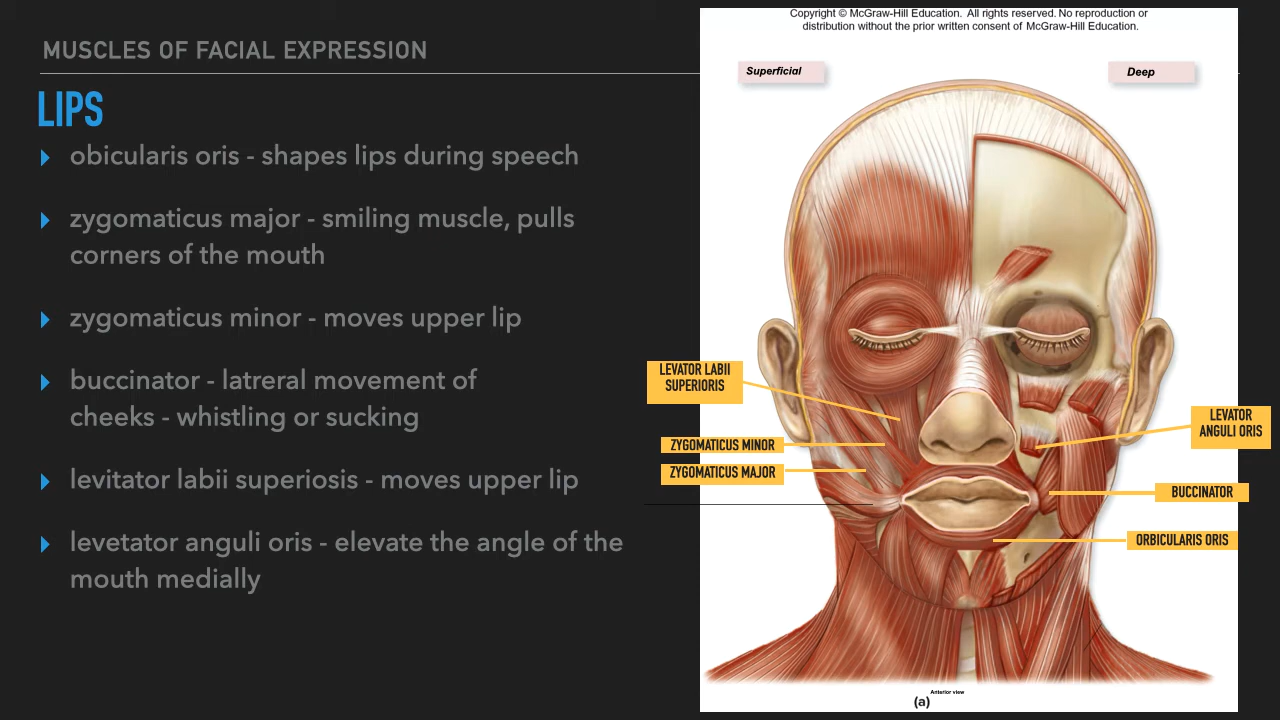 MUSCLES OF FACIAL EXPRESSION
LIPS
obicularis oris - shapes lips during speech
zygomaticus major - smiling muscle, pulls
corners of the mouth
zygomaticus minor - moves upper lip
buccinator - latreral movement of
cheeks - whistling or sucking
levitator labii superiosis - moves upper lip
levetator anguli oris - elevate the angle of the
mouth medially
Copyright © McGraw-Hill Education. All rights reserved. No reproduction or
distribution without the prior written consent of McGraw-Hill Education.
Superficial
Deep
LEVATOR LABII
SUPERIORIS
ZYGOMATICUS MINOR
ZYGOMATICUS MAJOR
LEVATOR
ANGULI ORIS
BUCCINATOR
ORBICULARIS ORIS
Anterior view
(a)